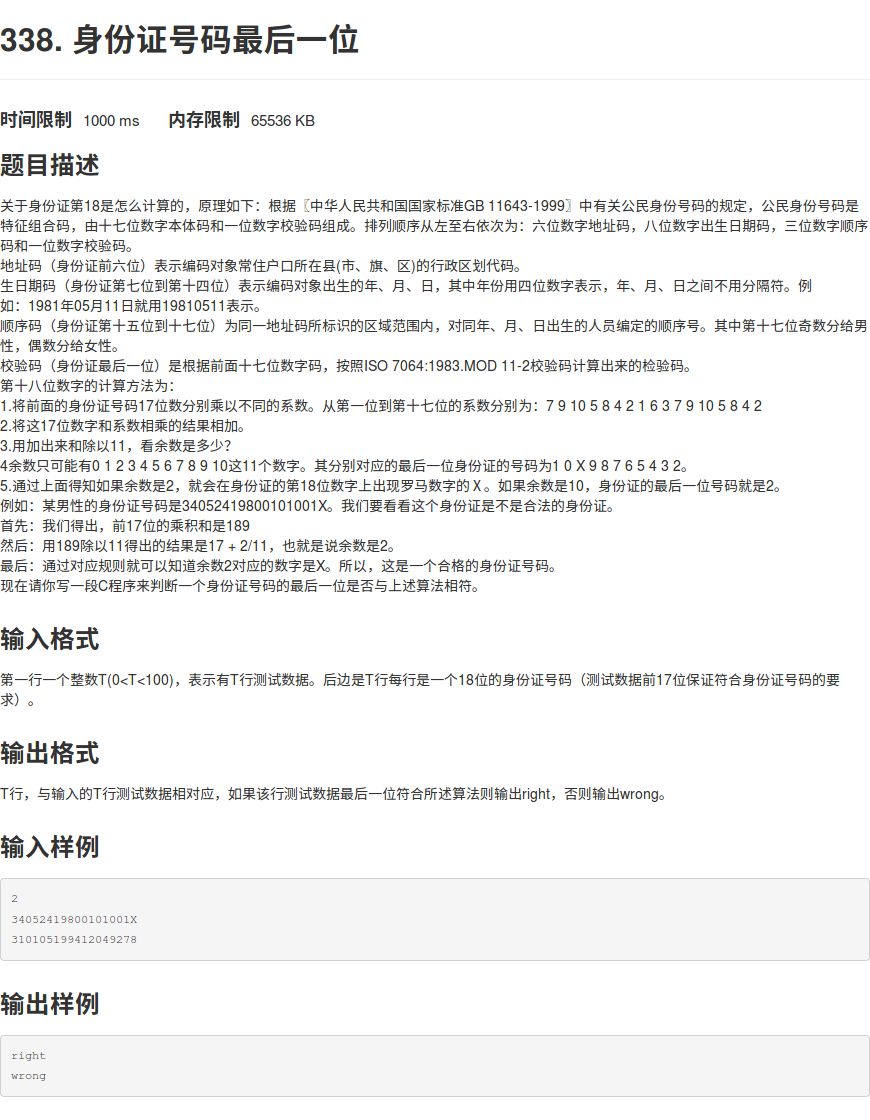 338. 身份证号码最后一位
时间限制 1000 ms 内存限制 65536 KB
题目描述
关于身份证第18是怎么计算的，原理如下：根据〖中华人民共和国国家标准GB 11643-1999〗中有关公民身份号码的规定，公民身份号码是
特征组合码，由十七位数字本体码和一位数字校验码组成。排列顺序从左至右依次为：六位数字地址码，八位数字出生日期码，三位数字顺序
码和一位数字校验码。
地址码（身份证前六位）表示编码对象常住户口所在县(市、旗、区)的行政区划代码。
生日期码（身份证第七位到第十四位）表示编码对象出生的年、月、日，其中年份用四位数字表示，年、月、日之间不用分隔符。例
如：1981年05月11日就用19810511表示。
顺序码（身份证第十五位到十七位）为同一地址码所标识的区域范围内，对同年、月、日出生的人员编定的顺序号。其中第十七位奇数分给男
性，偶数分给女性。
校验码（身份证最后一位）是根据前面十七位数字码，按照ISO 7064:1983.MOD 11-2校验码计算出来的检验码。
第十八位数字的计算方法为：
1.将前面的身份证号码17位数分别乘以不同的系数。从第一位到第十七位的系数分别为：7 9 10 5 8 4 2 1 6 3 7 9 10 5 8 4 2
2.将这17位数字和系数相乘的结果相加。
3.用加出来和除以11，看余数是多少？
4余数只可能有0 1 2 3 4 5 6 7 8 9 10这11个数字。其分别对应的最后一位身份证的号码为1 0 X 9 8 7 6 5 4 3 2。
5.通过上面得知如果余数是2，就会在身份证的第18位数字上出现罗马数字的Ⅹ。如果余数是10，身份证的最后一位号码就是2。
例如：某男性的身份证号码是34052419800101001X。我们要看看这个身份证是不是合法的身份证。
首先：我们得出，前17位的乘积和是189
然后：用189除以11得出的结果是17 + 2/11，也就是说余数是2。
最后：通过对应规则就可以知道余数2对应的数字是X。所以，这是一个合格的身份证号码。
现在请你写一段C程序来判断一个身份证号码的最后一位是否与上述算法相符。
输入格式
第一行一个整数T(0<T<100)，表示有T行测试数据。后边是T行每行是一个18位的身份证号码（测试数据前17位保证符合身份证号码的要
求）。
输出格式
T行，与输入的T行测试数据相对应，如果该行测试数据最后一位符合所述算法则输出right，否则输出wrong。
输入样例
2
34052419800101001X
310105199412049278
输出样例
right
wrong